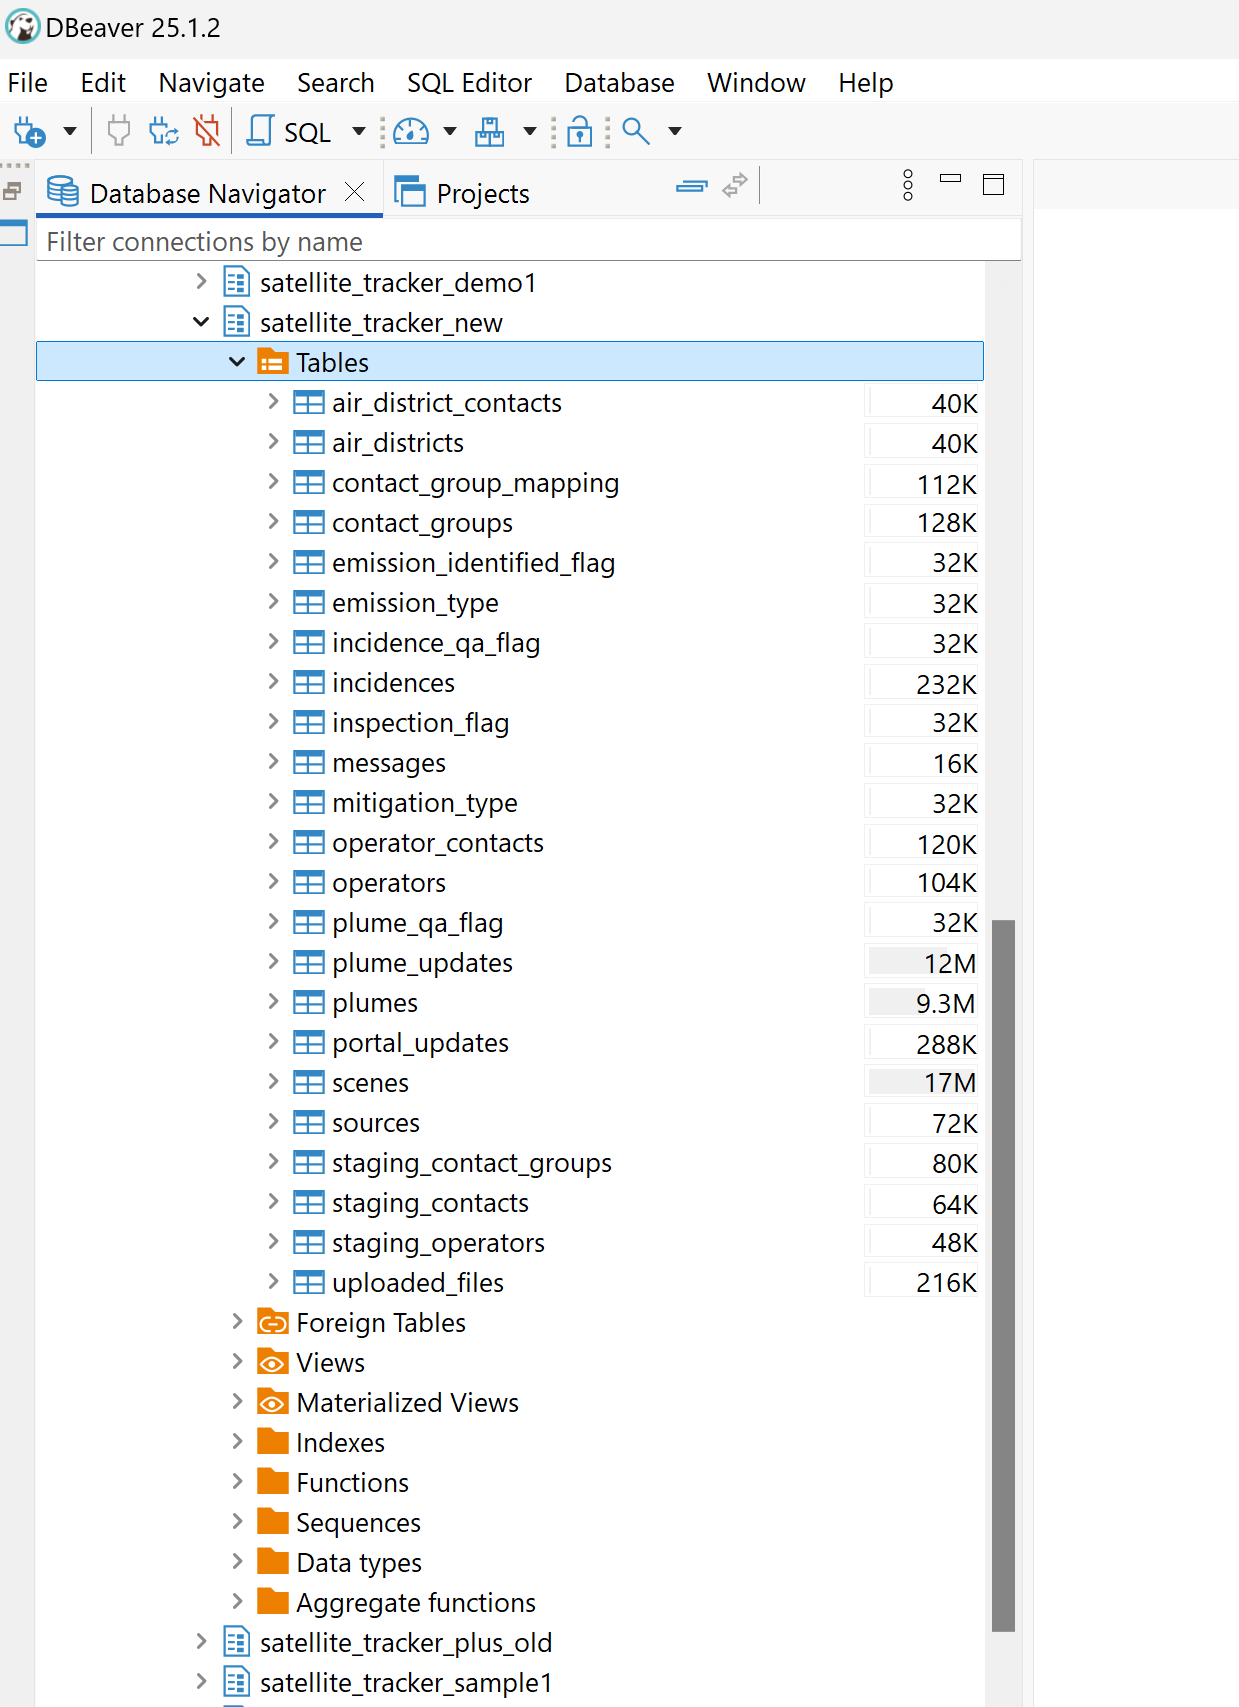 DBeaver 25.1.2
File Edit Navigate Search SQL Editor Database Window Help
SQL
Database Navigator Projects
Filter connections by name
satellite_tracker_demo1
satellite_tracker_new
Tables
air_district_contacts 40K
air_districts 40K
contact_group_mapping 112K
contact_groups 128K
emission_identified_flag 32K
emission_type 32K
incidence_qa_flag 32K
incidences 232K
inspection_flag 32K
messages 16K
mitigation_type 32K
operator_contacts 120K
operators 104K
plume_qa_flag 32K
plume_updates 12M
plumes 9.3M
portal_updates 288K
scenes 17M
sources 72K
staging_contact_groups 80K
staging_contacts 64K
staging_operators 48K
uploaded_files 216K
Foreign Tables
Views
Materialized Views
Indexes
Functions
Sequences
Data types
Aggregate functions
satellite_tracker_plus_old
satellite_tracker_sample1